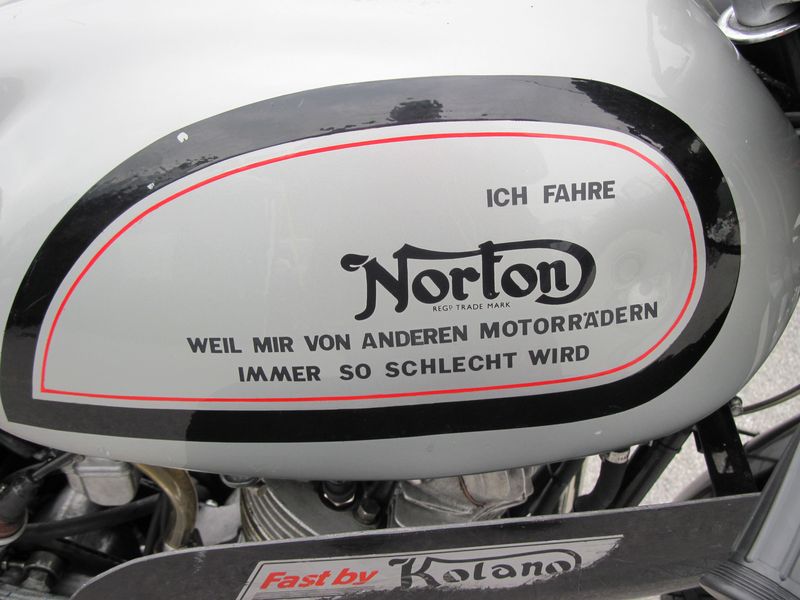 ICH FAHRE
Norton
REGD TRADE MARK
WEIL MIR VON ANDEREN MOTORRÄDERN
IMMER SO SCHLECHT WIRD
Fast by Kolano